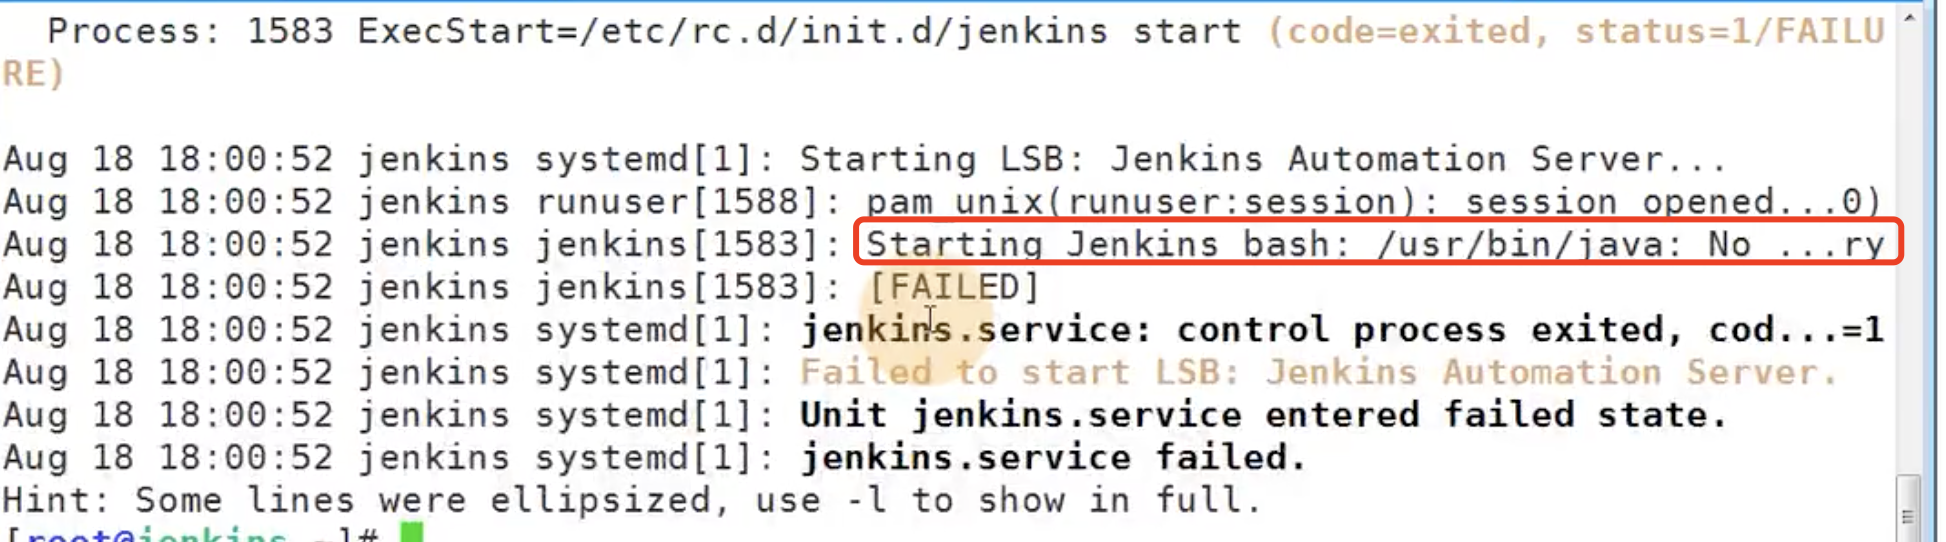 Process: 1583 ExecStart=/etc/rc.d/init.d/jenkins start (code=exited, status=1/FAILU
RE)
Aug 18 18:00:52 jenkins systemd[1]: Starting LSB: Jenkins Automation Server...
Aug 18 18:00:52 jenkins runuser[1588]: pam_unix(runuser:session): session opened...0)
Aug 18 18:00:52 jenkins jenkins[1583]: Starting Jenkins bash: /usr/bin/java: No ...ry
Aug 18 18:00:52 jenkins jenkins[1583]: [FAILED]
Aug 18 18:00:52 jenkins systemd[1]: jenkins.service: control process exited, cod...=1
Aug 18 18:00:52 jenkins systemd[1]: Failed to start LSB: Jenkins Automation Server.
Aug 18 18:00:52 jenkins systemd[1]: Unit jenkins.service entered failed state.
Aug 18 18:00:52 jenkins systemd[1]: jenkins.service failed.
Hint: Some lines were ellipsized, use -l to show in full.
[root@jenkins ~]#